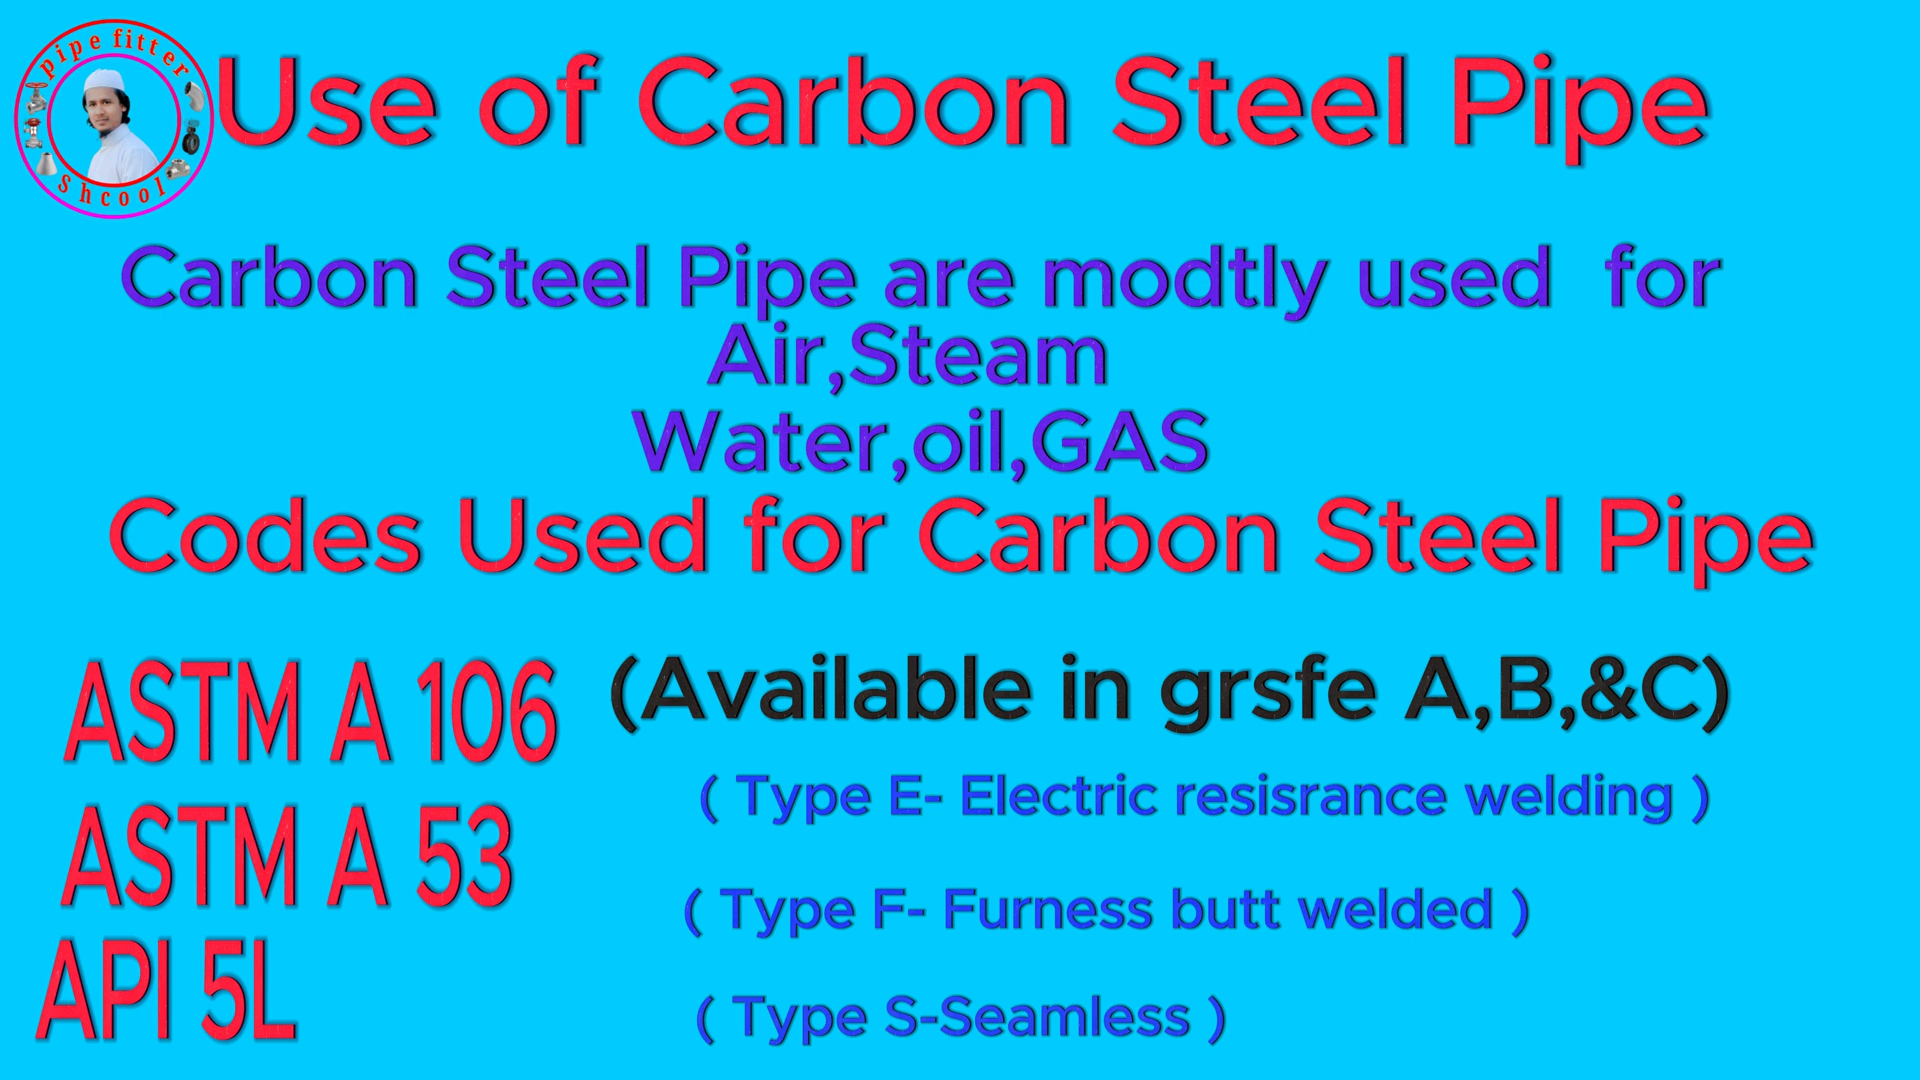 pipe fitter
Shcool
Use of Carbon Steel Pipe
Carbon Steel Pipe are modtly used for
Air,Steam
Water,oil,GAS
Codes Used for Carbon Steel Pipe
ASTM A 106 (Available in grsfe A,B,&C)
( Type E- Electric resisrance welding )
ASTM A 53
( Type F- Furness butt welded )
API 5L
( Type S-Seamless )